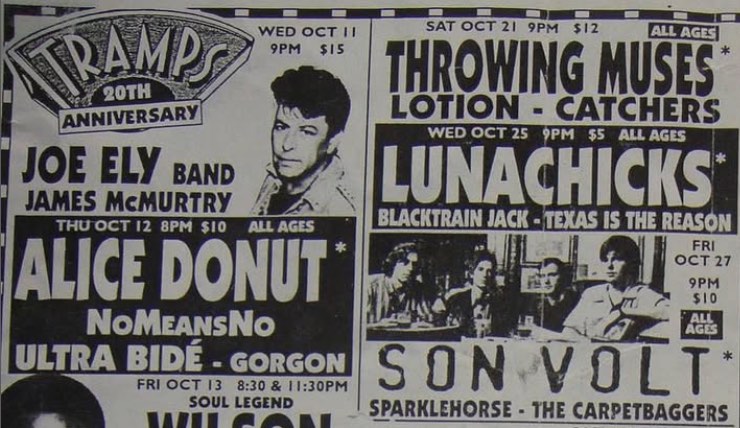 TRAMPS
20TH
ANNIVERSARY
WED OCT 11
9PM $15
JOE ELY BAND
JAMES McMURTRY
THU OCT 12 8PM $10 ALL AGES
ALICE DONUT*
NOMEANSNO
ULTRA BIDÉ - GORGON
FRI OCT 13 8:30 & 11:30PM
SOUL LEGEND
WILSON
SAT OCT 21 9PM $12 ALL AGES
THROWING MUSES*
LOTION - CATCHERS
WED OCT 25 9PM $5 ALL AGES
LUNACHICKS*
BLACKTRAIN JACK - TEXAS IS THE REASON
FRI
OCT 27
9PM
$10
ALL
AGES
SON VOLT*
SPARKLEHORSE - THE CARPETBAGGERS